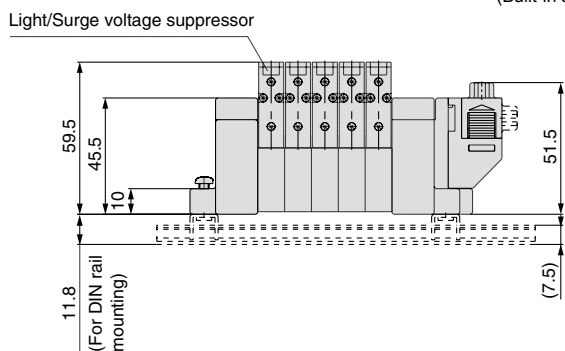 Light/Surge voltage suppressor
59.5
45.5
10
51.5
11.8
(For DIN rail
mounting)
(7.5)